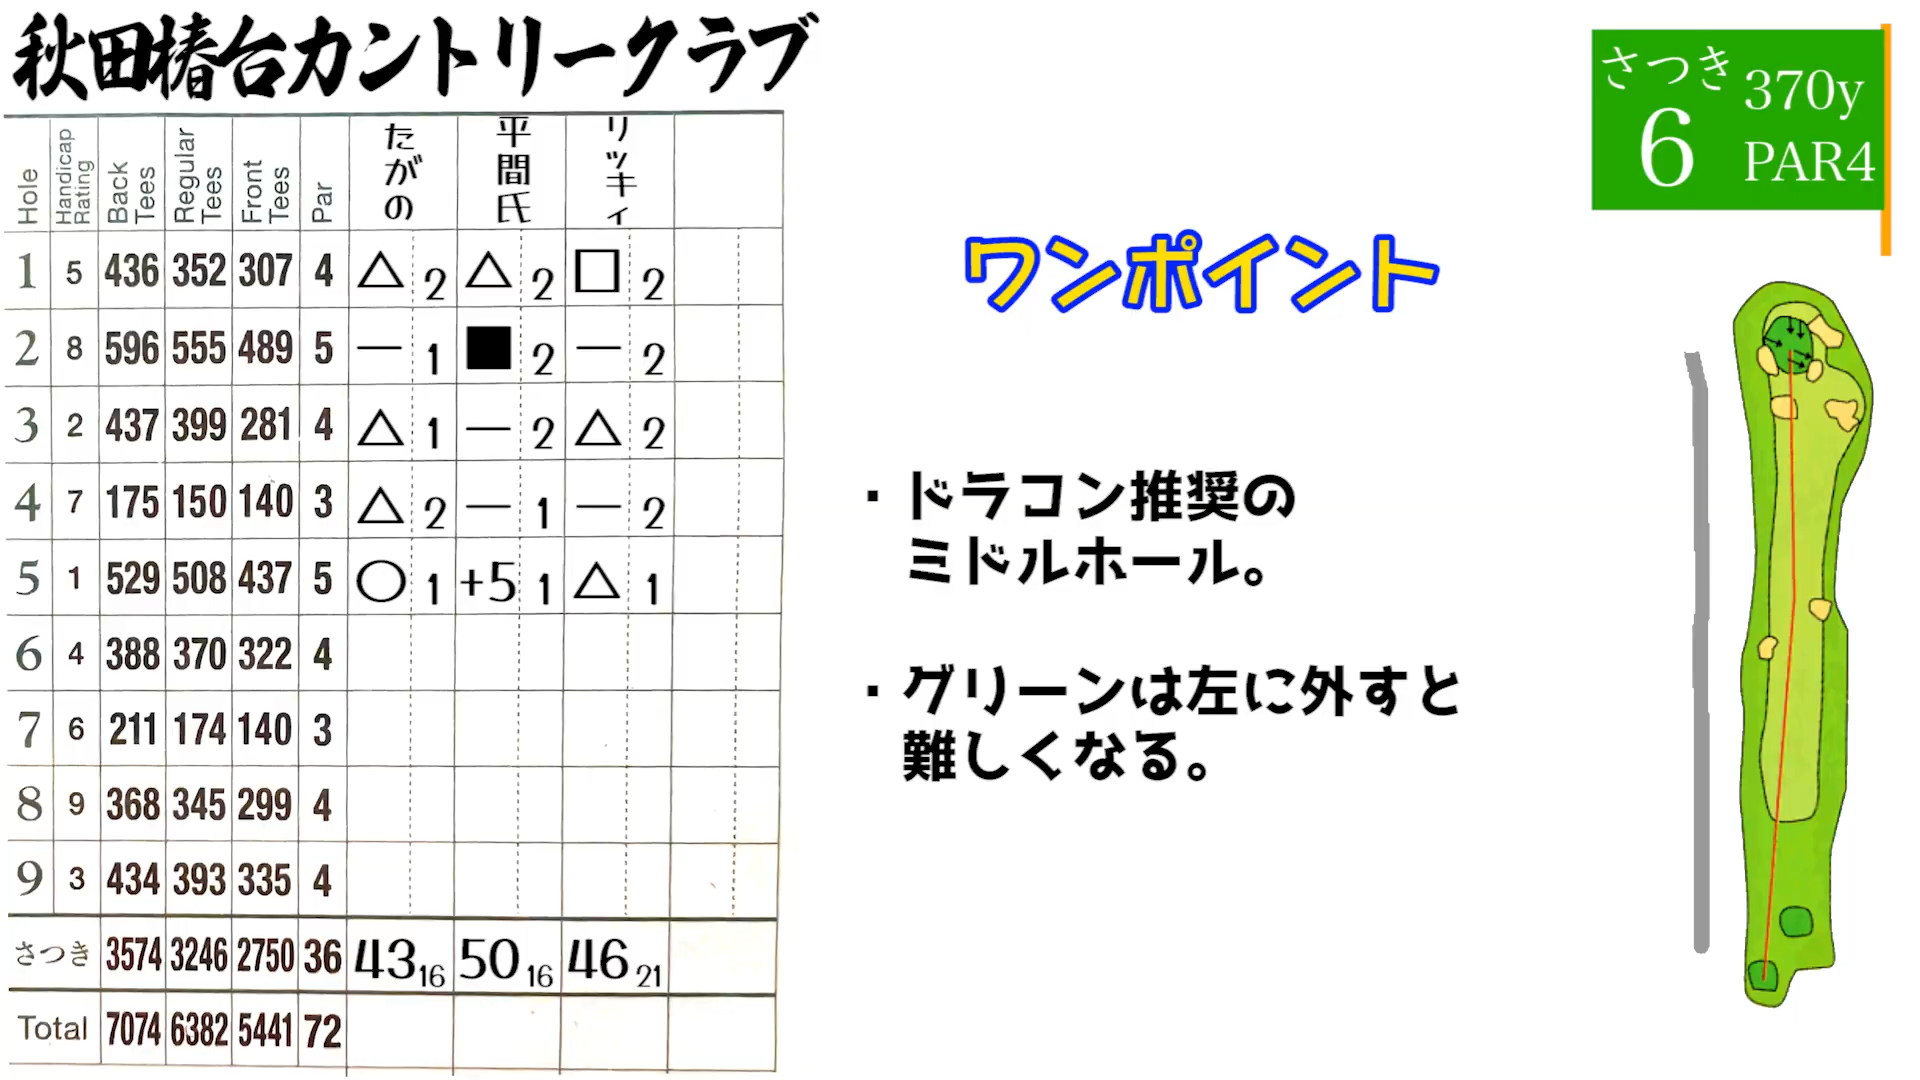 秋田椿台カントリークラブ
さつき 6 370y PAR4
Hole Handicap Rating Back Tees Regular Tees Front Tees Par たがの 平間氏 リッキィ
1 5 436 352 307 4 △ 2 △ 2 □ 2
2 8 596 555 489 5 － 1 ■ 2 － 2
3 2 437 399 281 4 △ 1 － 2 △ 2
4 7 175 150 140 3 △ 2 － 1 － 2
5 1 529 508 437 5 ○ 1 +5 1 △ 1
6 4 388 370 322 4
7 6 211 174 140 3
8 9 368 345 299 4
9 3 434 393 335 4
さつき 3574 3246 2750 36 43 16 50 16 46 21
Total 7074 6382 5441 72
ワンポイント
・ドラコン推奨の
ミドルホール。
・グリーンは左に外すと
難しくなる。